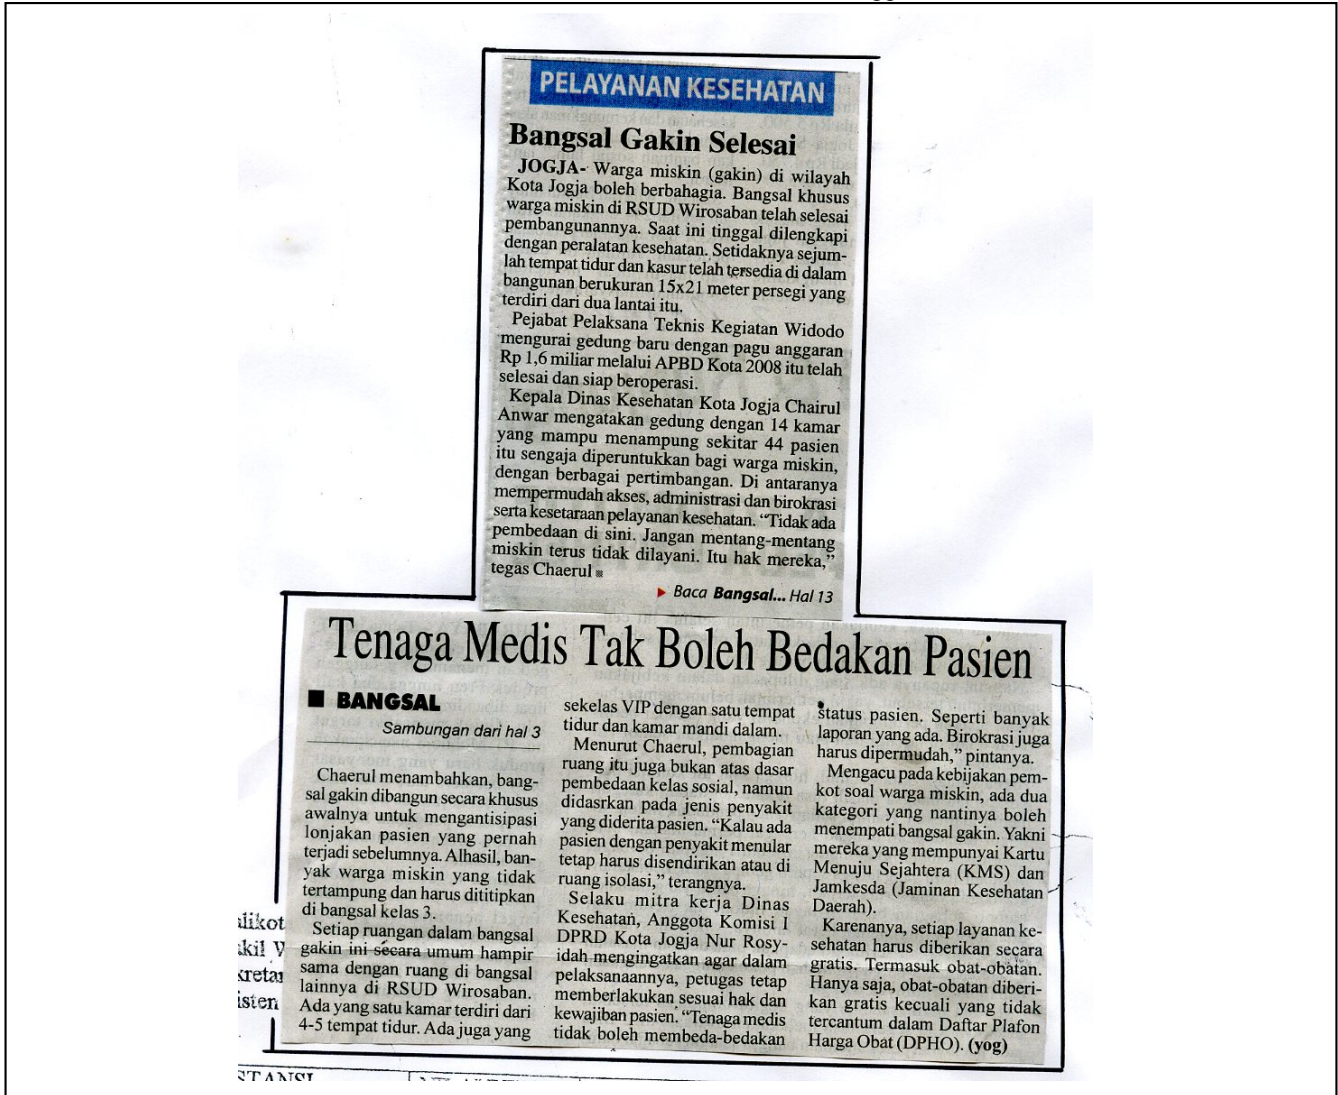 PELAYANAN KESEHATAN
Bangsal Gakin Selesai
JOGJA- Warga miskin (gakin) di wilayah
Kota Jogja boleh berbahagia. Bangsal khusus
warga miskin di RSUD Wirosaban telah selesai
pembangunannya. Saat ini tinggal dilengkapi
dengan peralatan kesehatan. Setidaknya sejum-
lah tempat tidur dan kasur telah tersedia di dalam
bangunan berukuran 15x21 meter persegi yang
terdiri dari dua lantai itu.
Pejabat Pelaksana Teknis Kegiatan Widodo
mengurai gedung baru dengan pagu anggaran
Rp 1,6 miliar melalui APBD Kota 2008 itu telah
selesai dan siap beroperasi.
Kepala Dinas Kesehatan Kota Jogja Chairul
Anwar mengatakan gedung dengan 14 kamar
yang mampu menampung sekitar 44 pasien
itu sengaja diperuntukkan bagi warga miskin,
dengan berbagai pertimbangan. Di antaranya
mempermudah akses, administrasi dan birokrasi
serta kesetaraan pelayanan kesehatan. “Tidak ada
pembedaan di sini. Jangan mentang-mentang
miskin terus tidak dilayani. Itu hak mereka,”
tegas Chaerul
Baca Bangsal... Hal 13
Tenaga Medis Tak Boleh Bedakan Pasien
BANGSAL
Sambungan dari hal 3
Chaerul menambahkan, bang-
sal gakin dibangun secara khusus
awalnya untuk mengantisipasi
lonjakan pasien yang pernah
terjadi sebelumnya. Alhasil, ban-
yak warga miskin yang tidak
tertampung dan harus dititipkan
di bangsal kelas 3.
Setiap ruangan dalam bangsal
gakin ini secara umum hampir
sama dengan ruang di bangsal
lainnya di RSUD Wirosaban.
Ada yang satu kamar terdiri dari
4-5 tempat tidur. Ada juga yang
sekelas VIP dengan satu tempat
tidur dan kamar mandi dalam.
Menurut Chaerul, pembagian
ruang itu juga bukan atas dasar
pembedaan kelas sosial, namun
didasrkan pada jenis penyakit
yang diderita pasien. “Kalau ada
pasien dengan penyakit menular
tetap harus disendirikan atau di
ruang isolasi,” terangnya.
Selaku mitra kerja Dinas
Kesehatan, Anggota Komisi I
DPRD Kota Jogja Nur Rosy-
idah mengingatkan agar dalam
pelaksanaannya, petugas tetap
memberlakukan sesuai hak dan
kewajiban pasien. “Tenaga medis
tidak boleh membeda-bedakan
status pasien. Seperti banyak
laporan yang ada. Birokrasi juga
harus dipermudah,” pintanya.
Mengacu pada kebijakan pem-
kot soal warga miskin, ada dua
kategori yang nantinya boleh
menempati bangsal gakin. Yakni
mereka yang mempunyai Kartu
Menuju Sejahtera (KMS) dan
Jamkesda (Jaminan Kesehatan
Daerah).
Karenanya, setiap layanan ke-
sehatan harus diberikan secara
gratis. Termasuk obat-obatan.
Hanya saja, obat-obatan diberi-
kan gratis kecuali yang tidak
tercantum dalam Daftar Plafon
Harga Obat (DPHO). (yog)